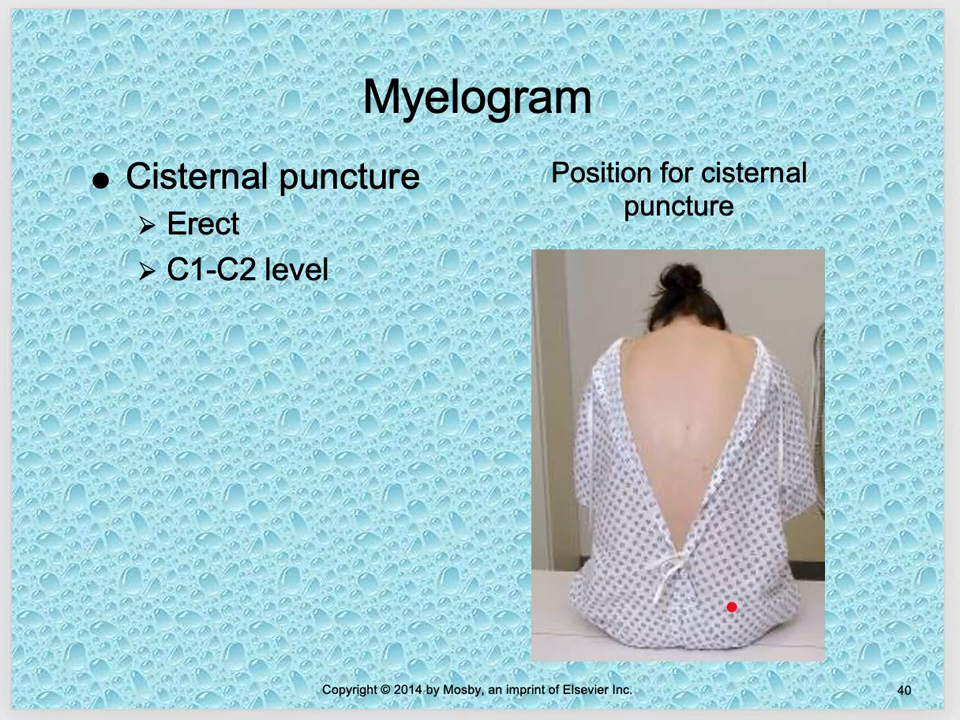 Myelogram
● Cisternal puncture
➢ Erect
➢ C1-C2 level
Position for cisternal
puncture
Copyright © 2014 by Mosby, an imprint of Elsevier Inc.
40